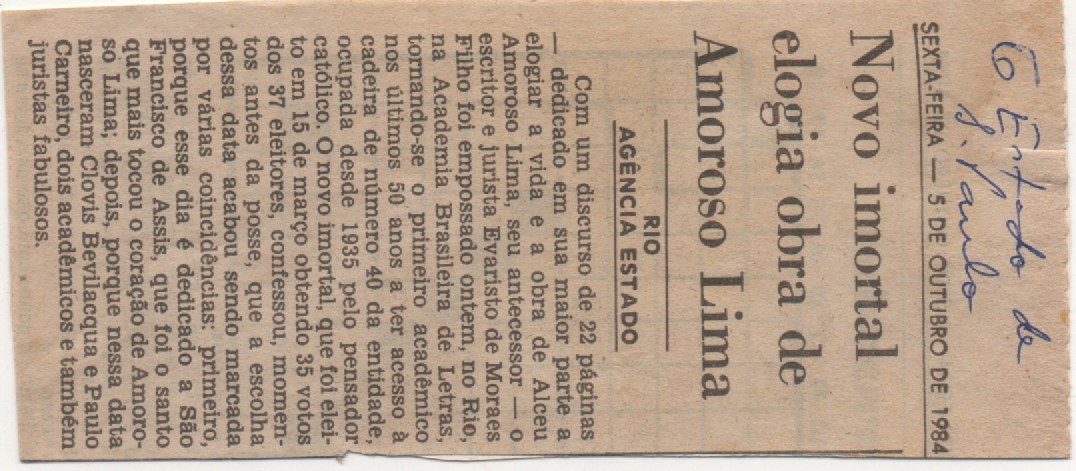 O Estado de
S. Paulo
SEXTA-FEIRA — 5 DE OUTUBRO DE 1984
Novo imortal
elogia obra de
Amoroso Lima
RIO
AGÊNCIA ESTADO
Com um discurso de 22 páginas
— dedicado em sua maior parte a
elogiar a vida e a obra de Alceu
Amoroso Lima, seu antecessor — o
escritor e jurista Evaristo de Moraes
Filho foi empossado ontem, no Rio,
na Academia Brasileira de Letras,
tornando-se o primeiro acadêmico
nos últimos 50 anos a ter acesso à
cadeira de número 40 da entidade,
ocupada desde 1935 pelo pensador
católico. O novo imortal, que foi elei-
to em 15 de março obtendo 35 votos
dos 37 eleitores, confessou, momen-
tos antes da posse, que a escolha
dessa data acabou sendo marcada
por várias coincidências: primeiro,
porque esse dia é dedicado a São
Francisco de Assis, que foi o santo
que mais tocou o coração de Amoro-
so Lima; depois, porque nessa data
nasceram Clovis Bevilacqua e Paulo
Carneiro, dois acadêmicos e também
juristas fabulosos.